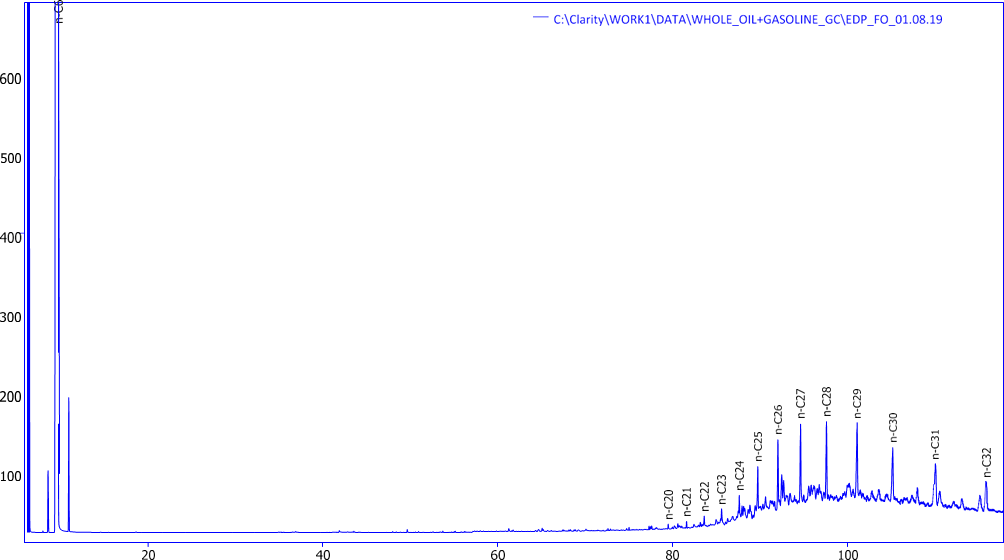 n-C6
C:\Clarity\WORK1\DATA\WHOLE_OIL+GASOLINE_GC\EDP_FO_01.08.19
600
500
400
300
200
100
n-C20
n-C21
n-C22
n-C23
n-C24
n-C25
n-C26
n-C27
n-C28
n-C29
n-C30
n-C31
n-C32
20
40
60
80
100